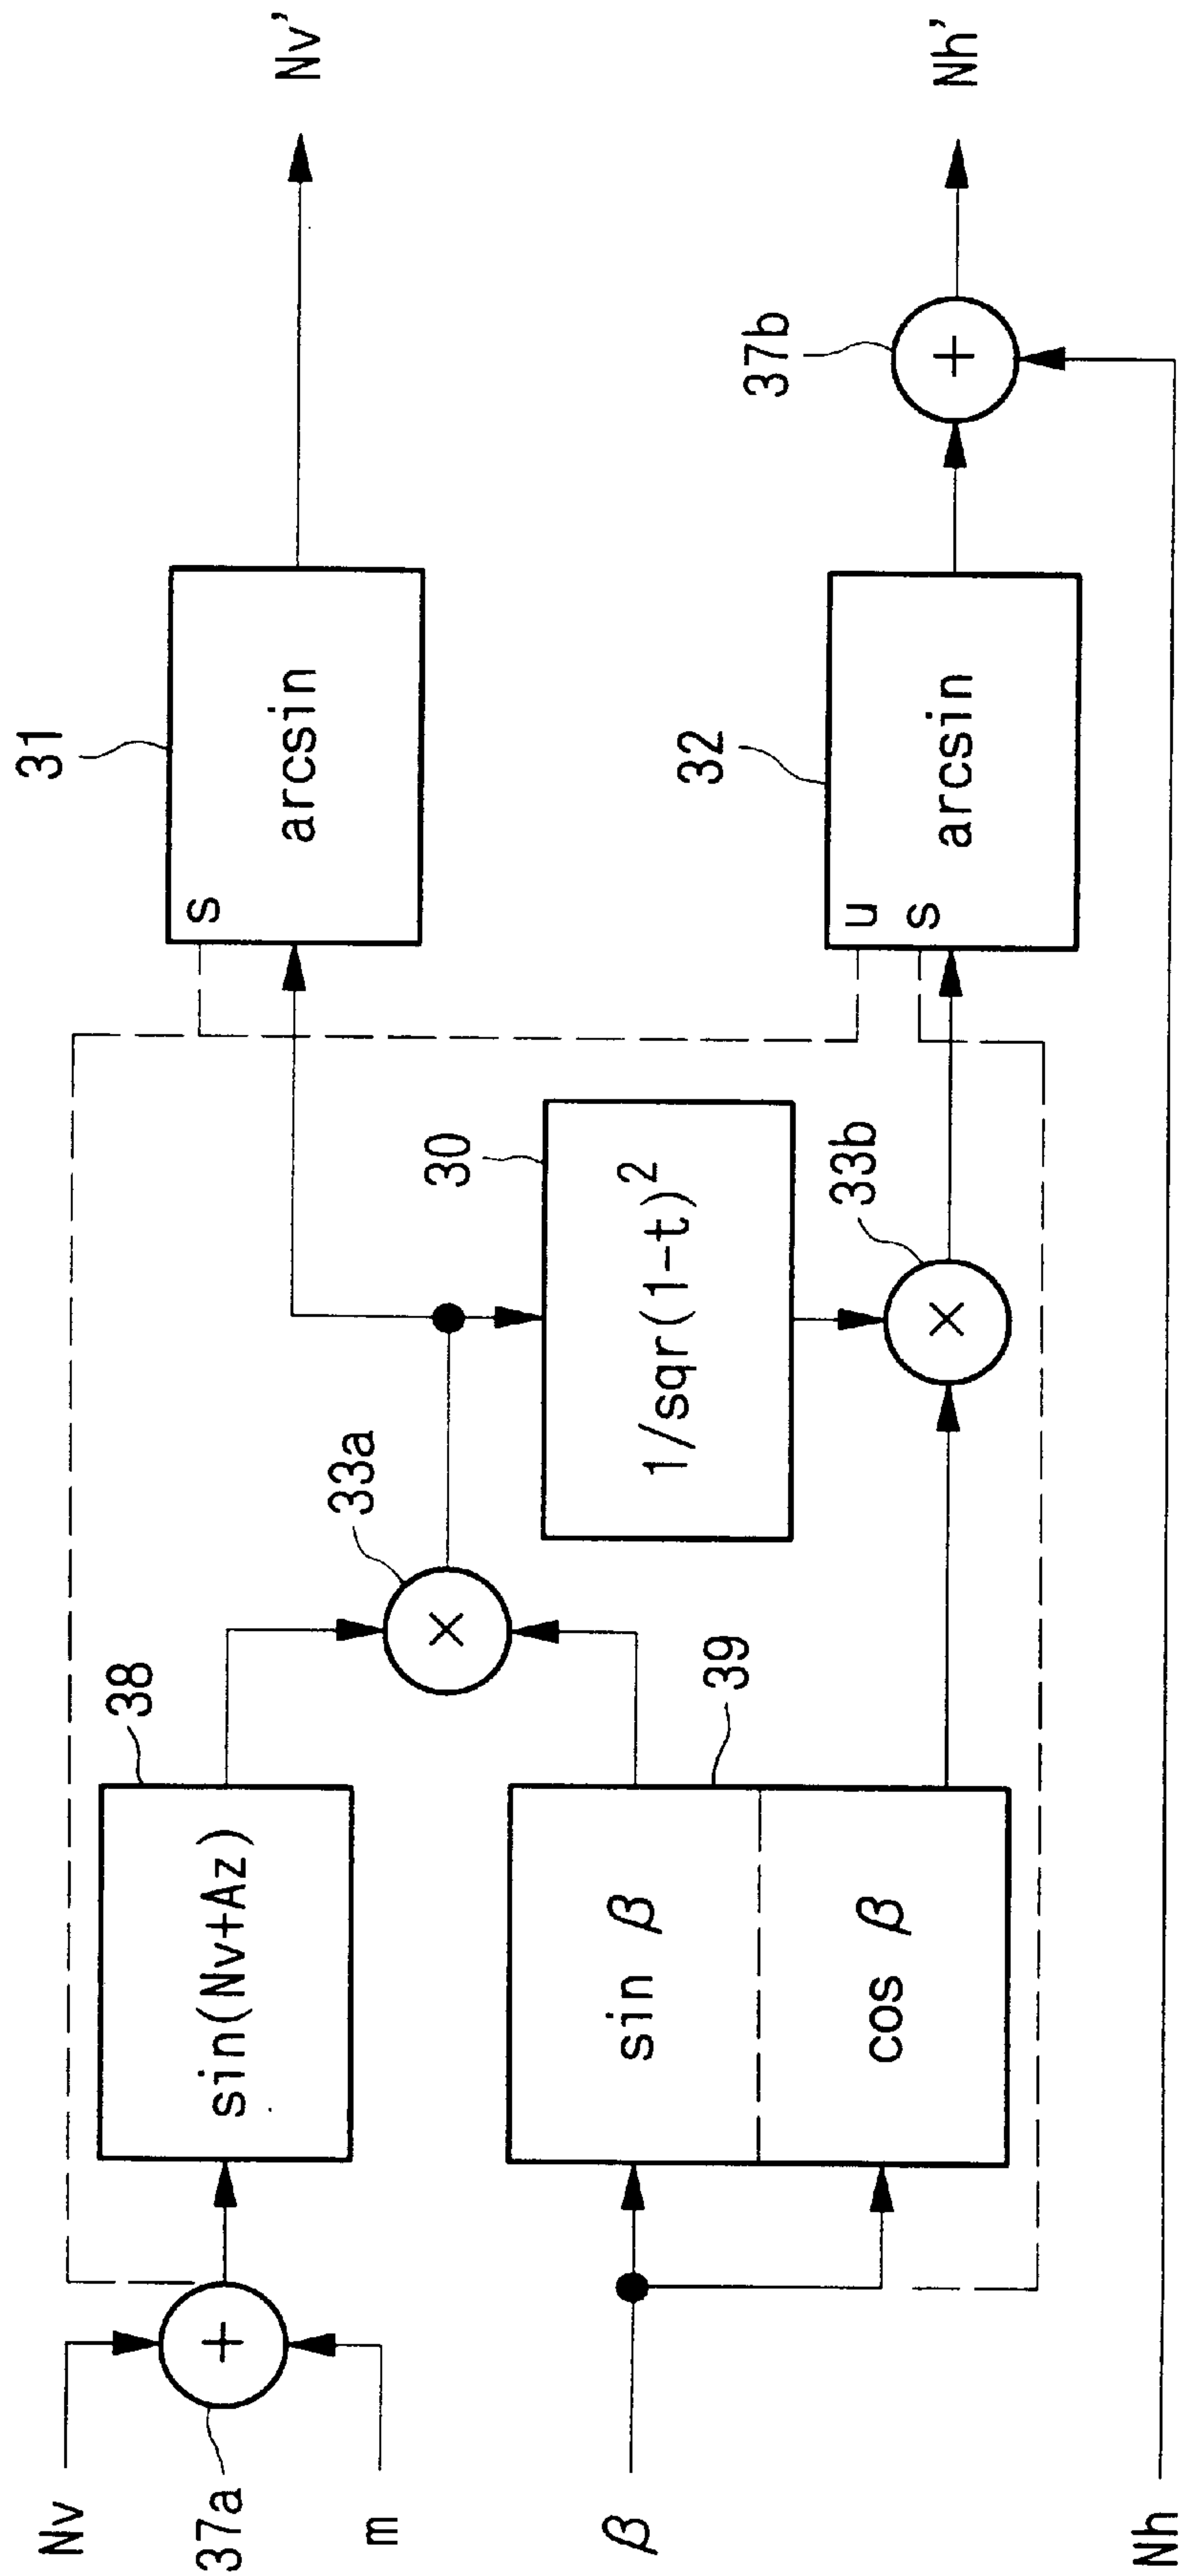 Nv
37a
m
β
Nh
38
sin(Nv+Az)
39
sin β
cos β
33a
×
+
30
1/sqr(1-t)²
33b
×
31
s
arcsin
32
u
s
arcsin
37b
+
Nv'
Nh'